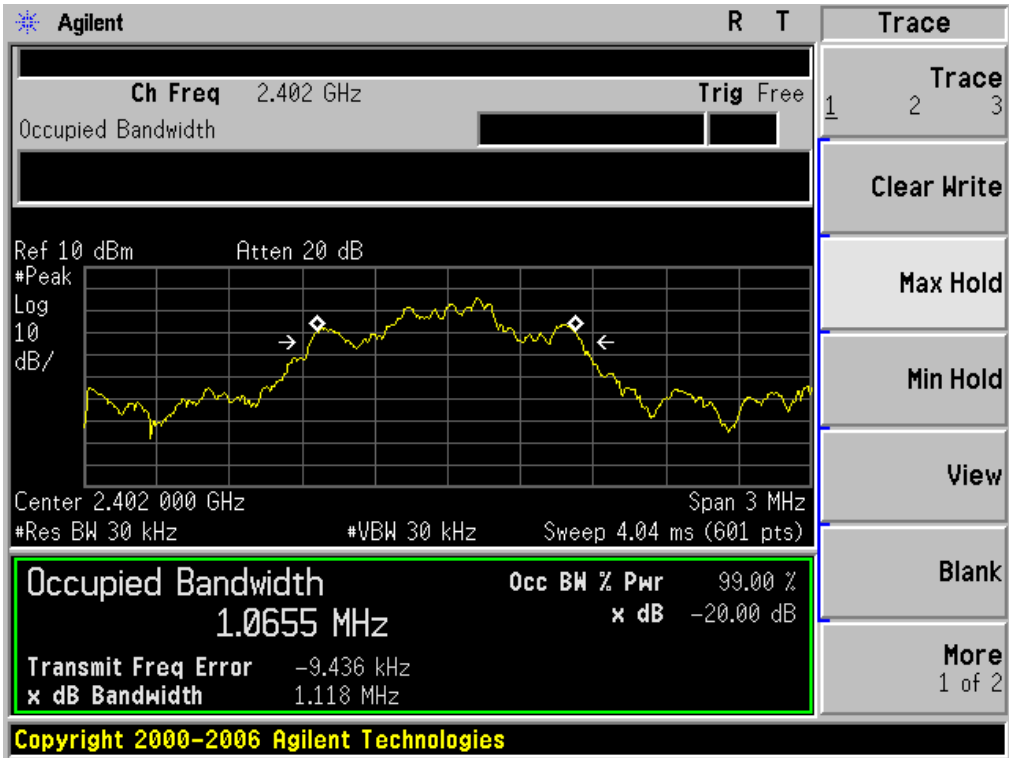 Agilent R T
Ch Freq 2.402 GHz Trig Free
Occupied Bandwidth
Ref 10 dBm Atten 20 dB
#Peak
Log
10
dB/
Center 2.402 000 GHz Span 3 MHz
#Res BW 30 kHz #VBW 30 kHz Sweep 4.04 ms (601 pts)
Occupied Bandwidth Occ BW % Pwr 99.00 %
1.0655 MHz x dB -20.00 dB
Transmit Freq Error -9.436 kHz
x dB Bandwidth 1.118 MHz
Copyright 2000-2006 Agilent Technologies
Trace
Trace
1 2 3
Clear Write
Max Hold
Min Hold
View
Blank
More
1 of 2